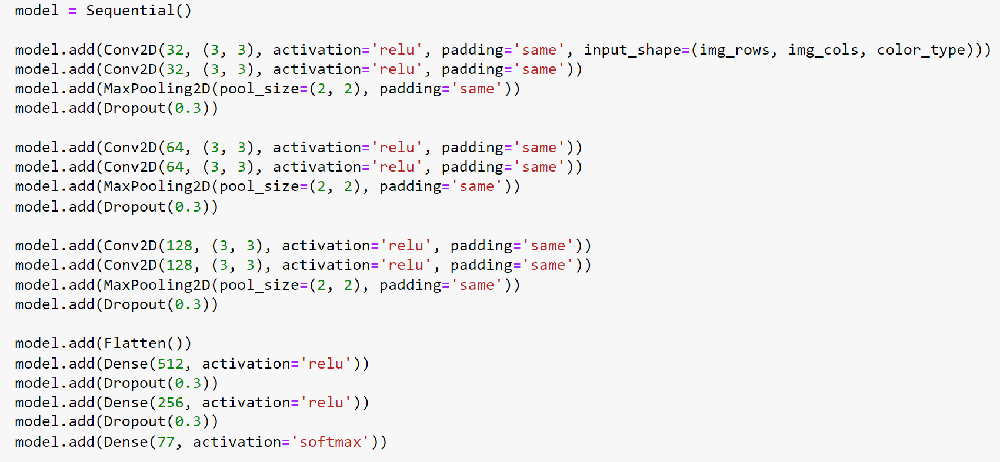 model = Sequential()
model.add(Conv2D(32, (3, 3), activation='relu', padding='same', input_shape=(img_rows, img_cols, color_type)))
model.add(Conv2D(32, (3, 3), activation='relu', padding='same'))
model.add(MaxPooling2D(pool_size=(2, 2), padding='same'))
model.add(Dropout(0.3))
model.add(Conv2D(64, (3, 3), activation='relu', padding='same'))
model.add(Conv2D(64, (3, 3), activation='relu', padding='same'))
model.add(MaxPooling2D(pool_size=(2, 2), padding='same'))
model.add(Dropout(0.3))
model.add(Conv2D(128, (3, 3), activation='relu', padding='same'))
model.add(Conv2D(128, (3, 3), activation='relu', padding='same'))
model.add(MaxPooling2D(pool_size=(2, 2), padding='same'))
model.add(Dropout(0.3))
model.add(Flatten())
model.add(Dense(512, activation='relu'))
model.add(Dropout(0.3))
model.add(Dense(256, activation='relu'))
model.add(Dropout(0.3))
model.add(Dense(77, activation='softmax'))